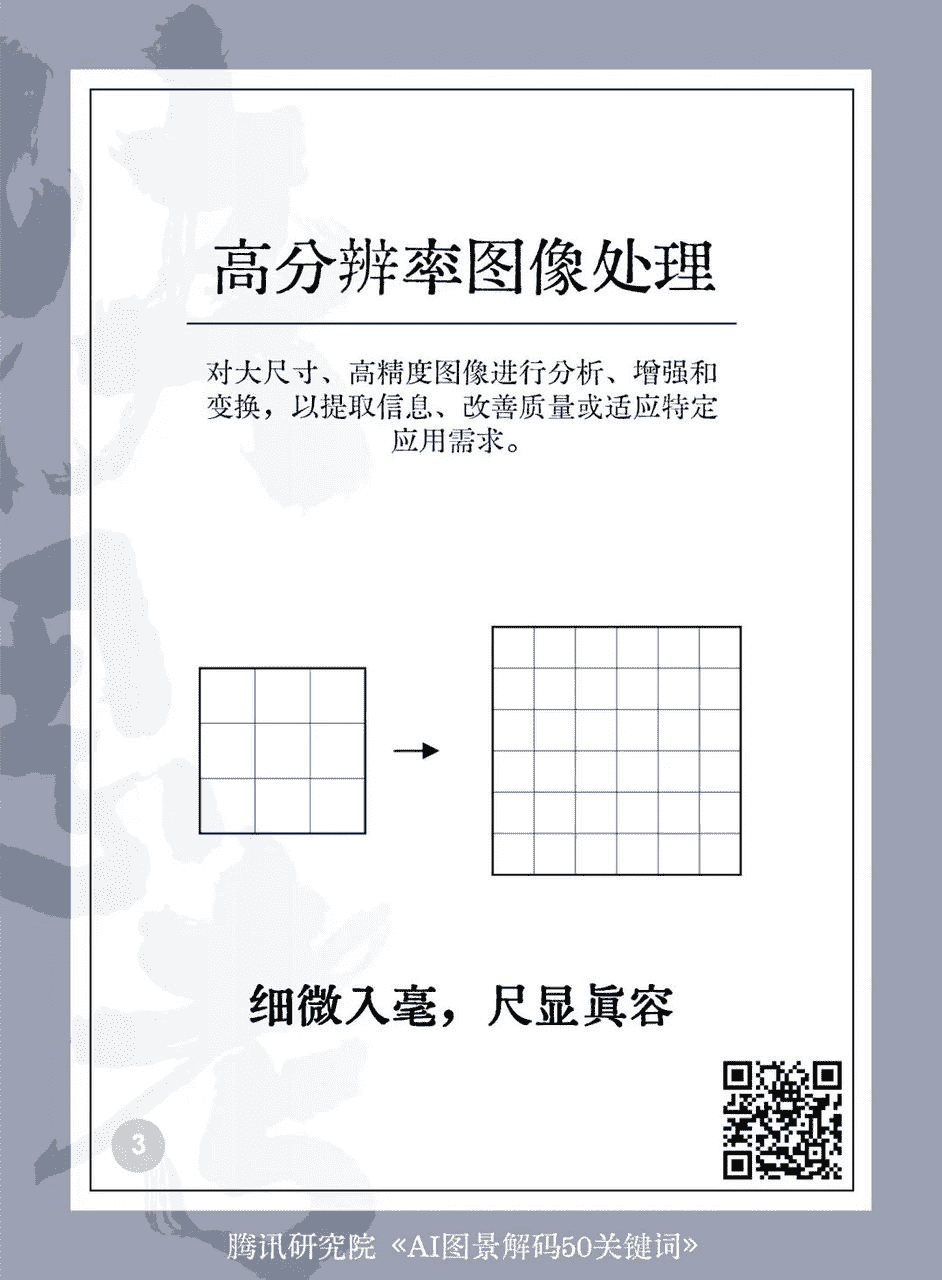 高分辨率图像处理
对大尺寸、高精度图像进行分析、增强和
变换，以提取信息、改善质量或适应特定
应用需求。
细微入毫，尺显眞容
3
腾讯研究院《AI图景解码50关键词》